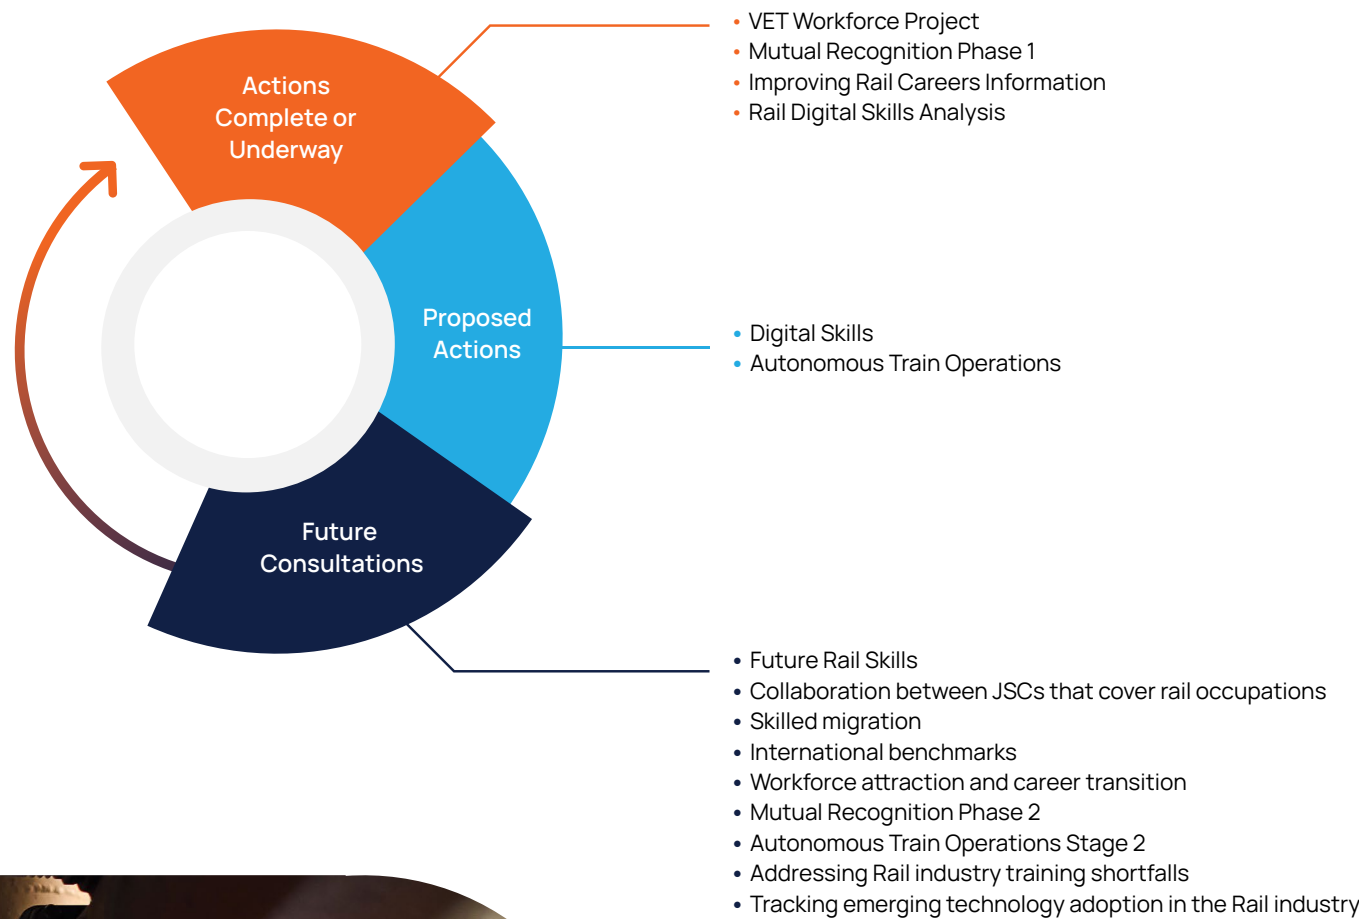 Actions
Complete or
Underway
• VET Workforce Project
• Mutual Recognition Phase 1
• Improving Rail Careers Information
• Rail Digital Skills Analysis
Proposed
Actions
• Digital Skills
• Autonomous Train Operations
Future
Consultations
• Future Rail Skills
• Collaboration between JSCs that cover rail occupations
• Skilled migration
• International benchmarks
• Workforce attraction and career transition
• Mutual Recognition Phase 2
• Autonomous Train Operations Stage 2
• Addressing Rail industry training shortfalls
• Tracking emerging technology adoption in the Rail industry